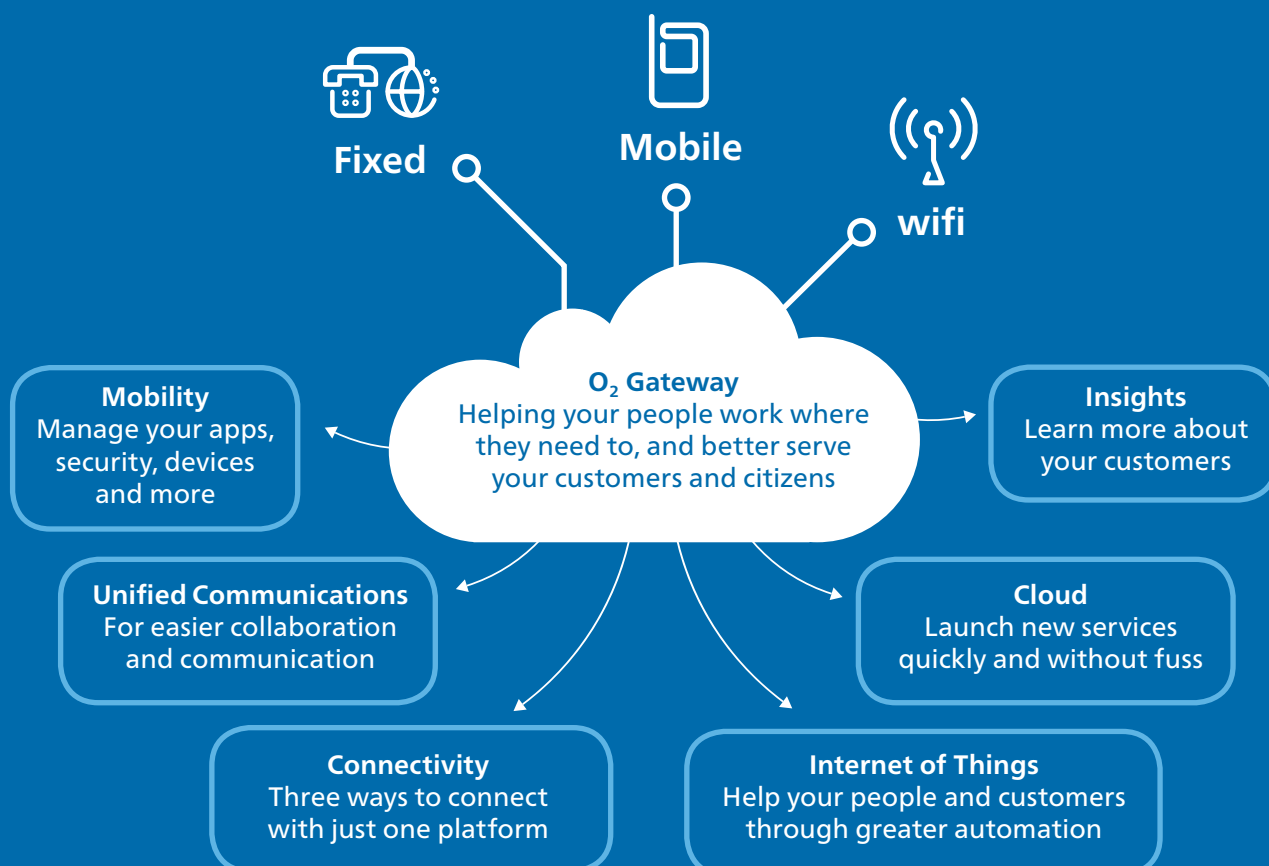 Fixed
Mobile
wifi
O₂ Gateway
Helping your people work where
they need to, and better serve
your customers and citizens
Mobility
Manage your apps,
security, devices
and more
Insights
Learn more about
your customers
Unified Communications
For easier collaboration
and communication
Cloud
Launch new services
quickly and without fuss
Connectivity
Three ways to connect
with just one platform
Internet of Things
Help your people and customers
through greater automation